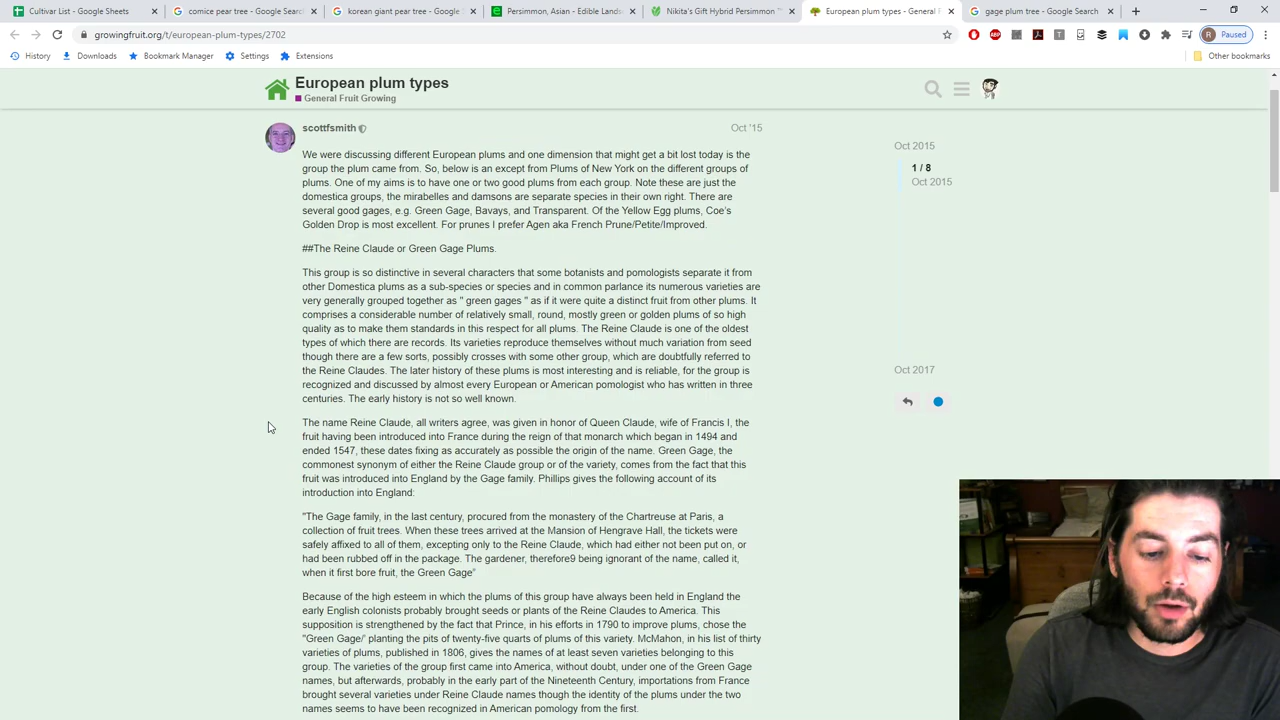 Cultivar List - Google Sheets
comice pear tree - Google Searc
korean giant pear tree - Google S
Persimmon, Asian - Edible Lands
Nikita's Gift Hybrid Persimmon
European plum types - General F
gage plum tree - Google Search
growingfruit.org/t/european-plum-types/2702
Paused
History
Downloads
Bookmark Manager
Settings
Extensions
Other bookmarks
European plum types
General Fruit Growing
scottfsmith
Oct '15
We were discussing different European plums and one dimension that might get a bit lost today is the
group the plum came from. So, below is an except from Plums of New York on the different groups of
plums. One of my aims is to have one or two good plums from each group. Note these are just the
domestica groups, the mirabelles and damsons are separate species in their own right. There are
several good gages, e.g. Green Gage, Bavays, and Transparent. Of the Yellow Egg plums, Coe's
Golden Drop is most excellent. For prunes I prefer Agen aka French Prune/Petite/Improved.
##The Reine Claude or Green Gage Plums.
This group is so distinctive in several characters that some botanists and pomologists separate it from
other Domestica plums as a sub-species or species and in common parlance its numerous varieties are
very generally grouped together as " green gages " as if it were quite a distinct fruit from other plums. It
comprises a considerable number of relatively small, round, mostly green or golden plums of so high
quality as to make them standards in this respect for all plums. The Reine Claude is one of the oldest
types of which there are records. Its varieties reproduce themselves without much variation from seed
though there are a few sorts, possibly crosses with some other group, which are doubtfully referred to
the Reine Claudes. The later history of these plums is most interesting and is reliable, for the group is
recognized and discussed by almost every European or American pomologist who has written in three
centuries. The early history is not so well known.
The name Reine Claude, all writers agree, was given in honor of Queen Claude, wife of Francis I, the
fruit having been introduced into France during the reign of that monarch which began in 1494 and
ended 1547, these dates fixing as accurately as possible the origin of the name. Green Gage, the
commonest synonym of either the Reine Claude group or of the variety, comes from the fact that this
fruit was introduced into England by the Gage family. Phillips gives the following account of its
introduction into England:
"The Gage family, in the last century, procured from the monastery of the Chartreuse at Paris, a
collection of fruit trees. When these trees arrived at the Mansion of Hengrave Hall, the tickets were
safely affixed to all of them, excepting only to the Reine Claude, which had either not been put on, or
had been rubbed off in the package. The gardener, therefore9 being ignorant of the name, called it,
when it first bore fruit, the Green Gage"
Because of the high esteem in which the plums of this group have always been held in England the
early English colonists probably brought seeds or plants of the Reine Claudes to America. This
supposition is strengthened by the fact that Prince, in his efforts in 1790 to improve plums, chose the
"Green Gage/' planting the pits of twenty-five quarts of plums of this variety. McMahon, in his list of thirty
varieties of plums, published in 1806, gives the names of at least seven varieties belonging to this
group. The varieties of the group first came into America, without doubt, under one of the Green Gage
names, but afterwards, probably in the early part of the Nineteenth Century, importations from France
brought several varieties under Reine Claude names though the identity of the plums under the two
names seems to have been recognized in American pomology from the first.
Oct 2015
1 / 8
Oct 2015
Oct 2017